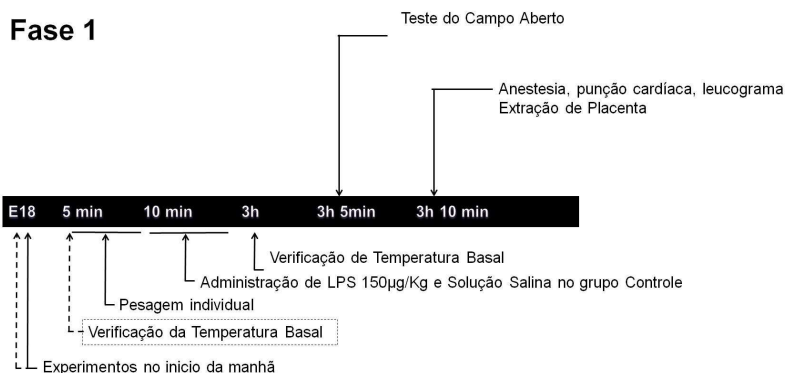 Fase 1
Teste do Campo Aberto
Anestesia, punção cardíaca, leucograma
Extração de Placenta
E18 5 min 10 min 3h 3h 5min 3h 10 min
Verificação de Temperatura Basal
Administração de LPS 150µg/Kg e Solução Salina no grupo Controle
Pesagem individual
Verificação da Temperatura Basal
Experimentos no inicio da manhã